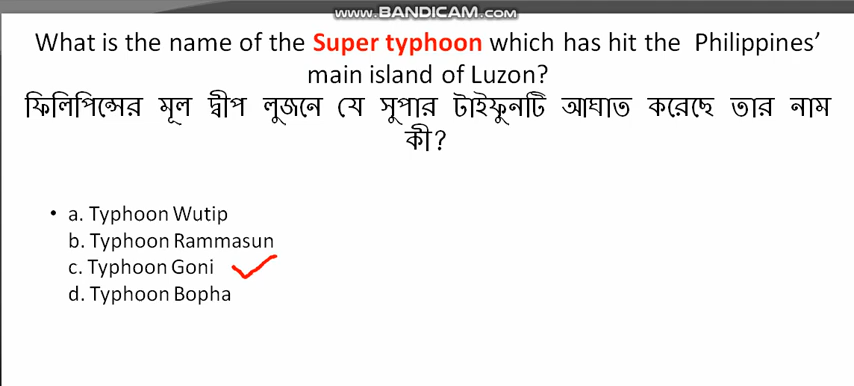 WWW.BANDICAM.COM
What is the name of the Super typhoon which has hit the Philippines’
main island of Luzon?
ফিলিপিন্সের মূল দ্বীপ লুজনে যে সুপার টাইফুনটি আঘাত করেছে তার নাম
কী?
• a. Typhoon Wutip
b. Typhoon Rammasun
c. Typhoon Goni
d. Typhoon Bopha